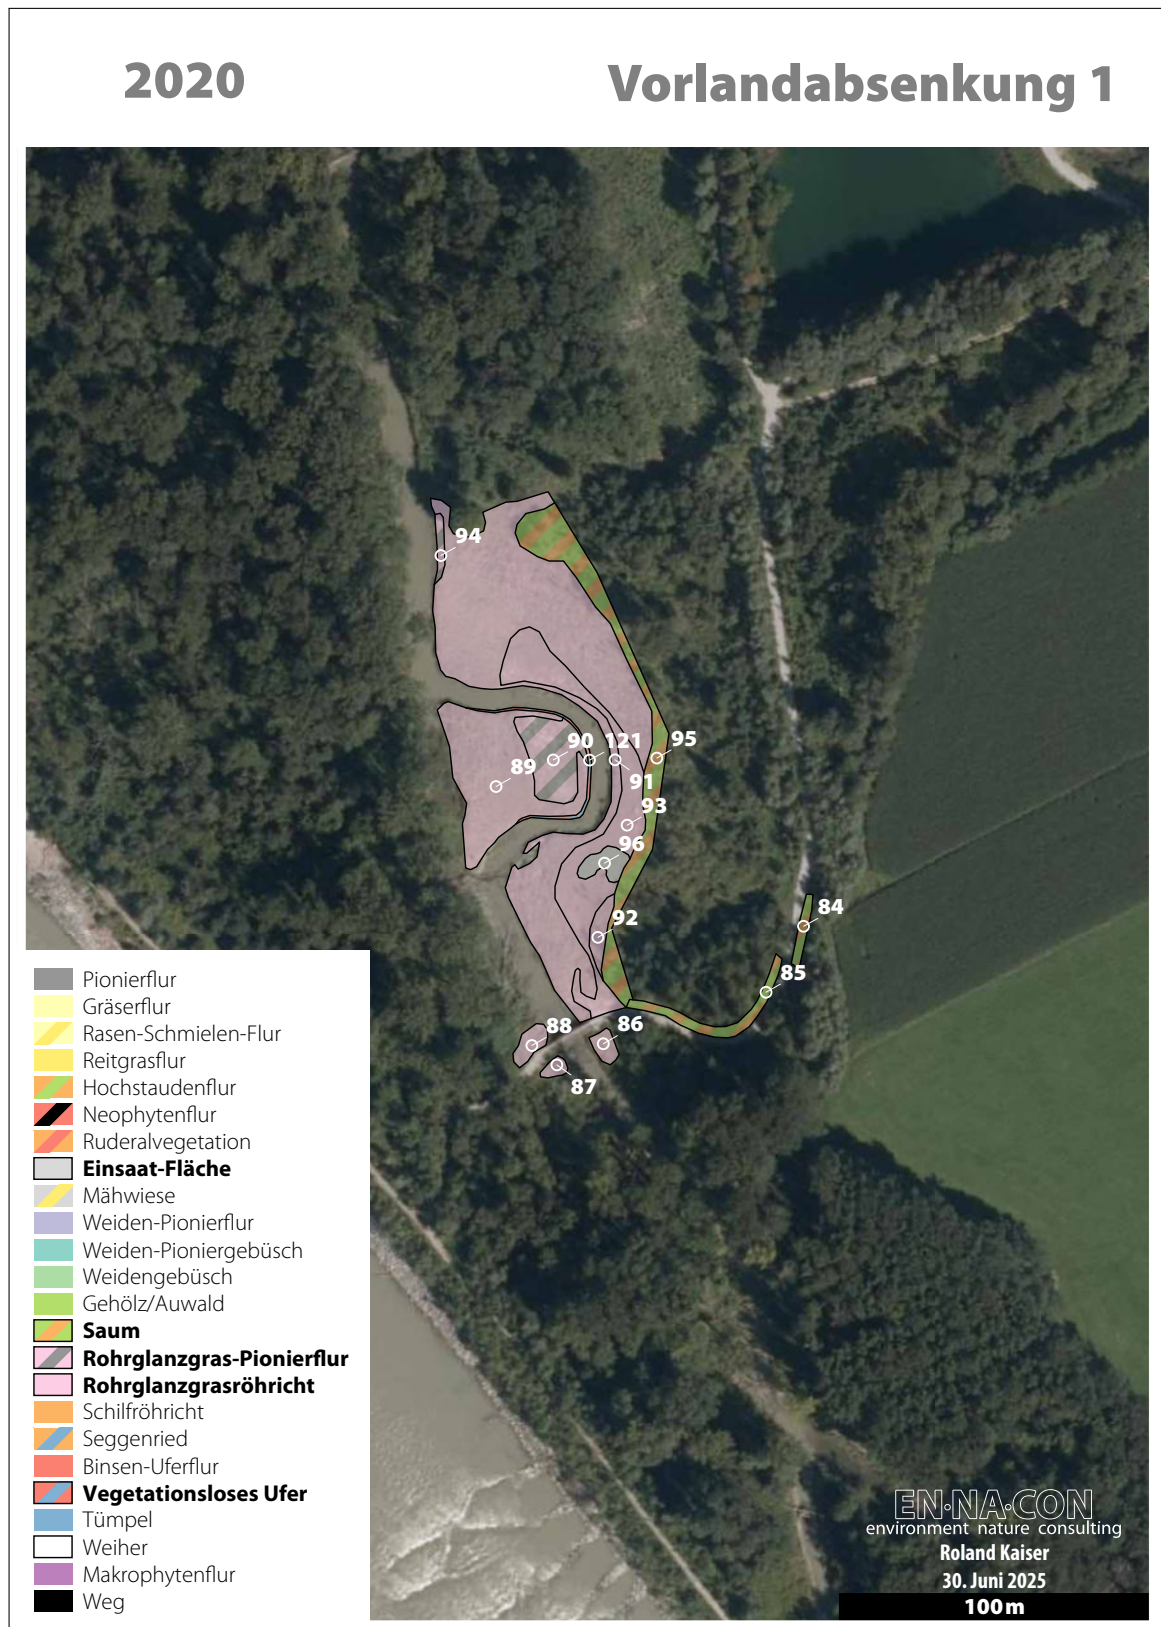 2020
Vorlandabsenkung 1
94
90
121
95
89
91
93
96
92
84
85
88
86
87
Pionierflur
Gräserflur
Rasen-Schmielen-Flur
Reitgrasflur
Hochstaudenflur
Neophytenflur
Ruderalvegetation
Einsaat-Fläche
Mähwiese
Weiden-Pionierflur
Weiden-Pioniergebüsch
Weidengebüsch
Gehölz/Auwald
Saum
Rohrglanzgras-Pionierflur
Rohrglanzgrasröhricht
Schilfröhricht
Seggenried
Binsen-Uferflur
Vegetationsloses Ufer
Tümpel
Weiher
Makrophytenflur
Weg
EN·NA·CON
environment nature consulting
Roland Kaiser
30. Juni 2025
100 m